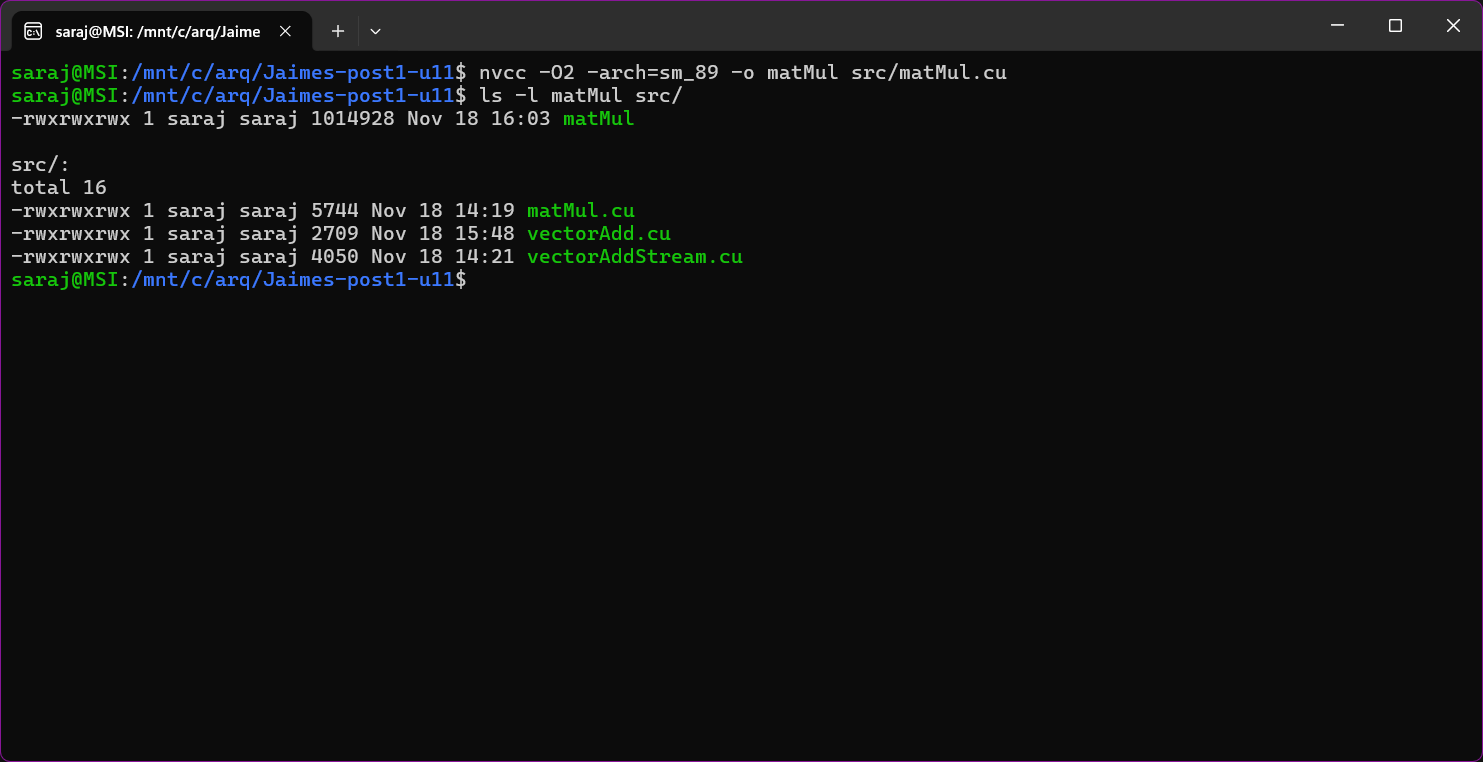 saraj@MSI: /mnt/c/arq/Jaime
saraj@MSI:/mnt/c/arq/Jaimes-post1-u11$ nvcc -O2 -arch=sm_89 -o matMul src/matMul.cu
saraj@MSI:/mnt/c/arq/Jaimes-post1-u11$ ls -l matMul src/
-rwxrwxrwx 1 saraj saraj 1014928 Nov 18 16:03 matMul

src/:
total 16
-rwxrwxrwx 1 saraj saraj 5744 Nov 18 14:19 matMul.cu
-rwxrwxrwx 1 saraj saraj 2709 Nov 18 15:48 vectorAdd.cu
-rwxrwxrwx 1 saraj saraj 4050 Nov 18 14:21 vectorAddStream.cu
saraj@MSI:/mnt/c/arq/Jaimes-post1-u11$